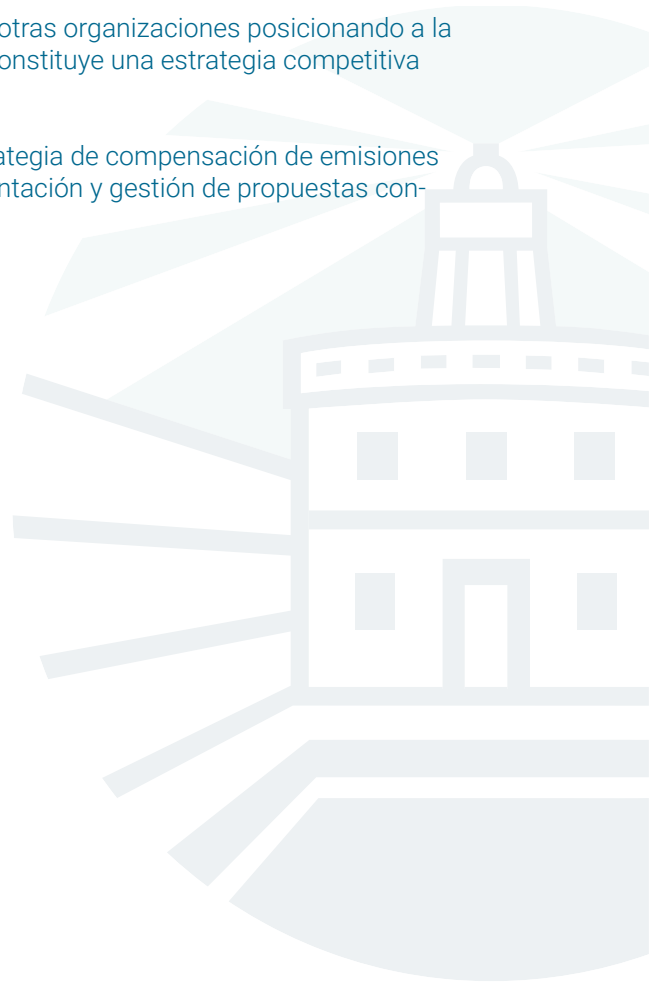 otras organizaciones posicionando a la
onstituye una estrategia competitiva
ategia de compensación de emisiones
ntación y gestión de propuestas con-